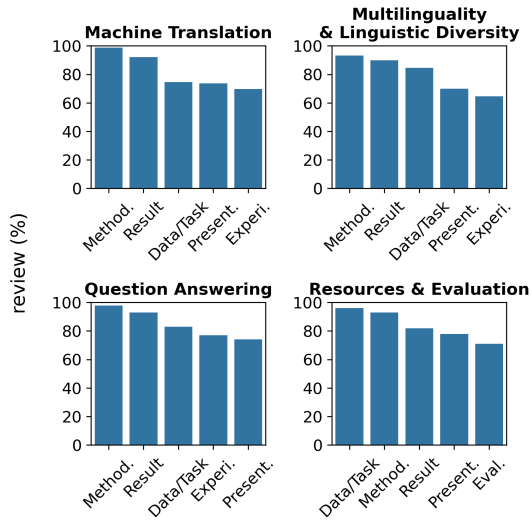 review (%)
Machine Translation
100
80
60
40
20
0
Method.
Result
Data/Task
Present.
Experi.
Multilinguality
& Linguistic Diversity
100
80
60
40
20
0
Method.
Result
Data/Task
Present.
Experi.
Question Answering
100
80
60
40
20
0
Method.
Result
Data/Task
Experi.
Present.
Resources & Evaluation
100
80
60
40
20
0
Data/Task
Method.
Result
Present.
Eval.